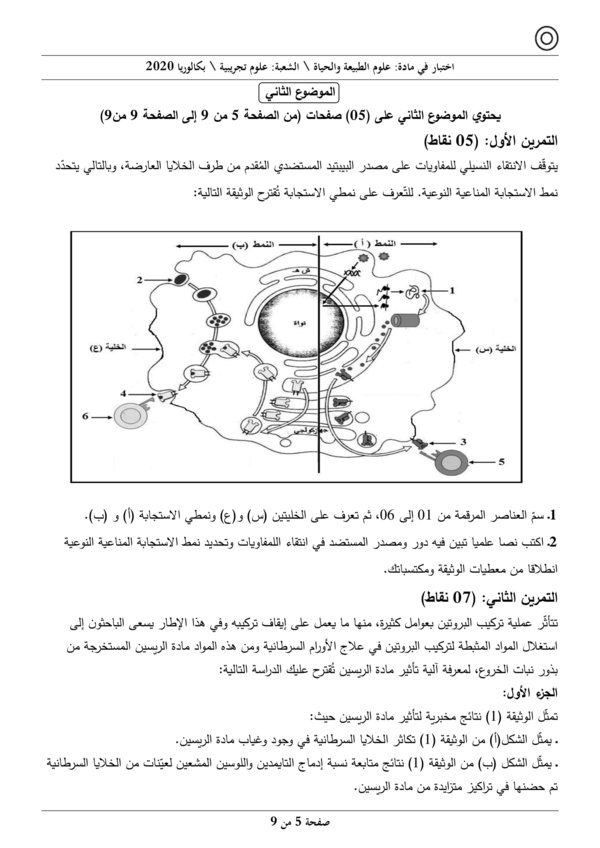 اختبار في مادة: علوم الطبيعة والحياة \ الشعبة: علوم تجريبية \ بكالوريا 2020
الموضوع الثاني
يحتوي الموضوع الثاني على (05) صفحات (من الصفحة 5 من 9 إلى الصفحة 9 من9)
التمرين الأول: (05 نقاط)
يتوقّف الانتقاء النسيلي للمفاويات على مصدر الببتيد المستضدي المُقدم من طرف الخلايا العارضة، وبالتالي يتحدّد
نمط الاستجابة المناعية النوعية. للتّعرف على نمطي الاستجابة تُقترح الوثيقة التالية:
النمط (أ)
النمط (ب)
ش هـ
2
1
نواة
الخلية (ع)
الخلية (س)
4
6
جهاز كولجي
3
5
1. سمّ العناصر المرقمة من 01 إلى 06، ثم تعرف على الخليتين (س) و(ع) ونمطي الاستجابة (أ) و (ب).
2. اكتب نصا علميا تبين فيه دور ومصدر المستضد في انتقاء اللمفاويات وتحديد نمط الاستجابة المناعية النوعية
انطلاقا من معطيات الوثيقة ومكتسباتك.
التمرين الثاني: (07 نقاط)
تتأثّر عملية تركيب البروتين بعوامل كثيرة، منها ما يعمل على إيقاف تركيبه وفي هذا الإطار يسعى الباحثون إلى
استغلال المواد المثبطة لتركيب البروتين في علاج الأورام السرطانية ومن هذه المواد مادة الريسين المستخرجة من
بذور نبات الخروع، لمعرفة آلية تأثير مادة الريسين تُقترح عليك الدراسة التالية:
الجزء الأول:
تمثّل الوثيقة (1) نتائج مخبرية لتأثير مادة الريسين حيث:
. يمثّل الشكل(أ) من الوثيقة (1) تكاثر الخلايا السرطانية في وجود وغياب مادة الريسين.
. يمثّل الشكل (ب) من الوثيقة (1) نتائج متابعة نسبة إدماج التايمدين واللوسين المشعين لعيّنات من الخلايا السرطانية
تم حضنها في تراكيز متزايدة من مادة الريسين.
صفحة 5 من 9